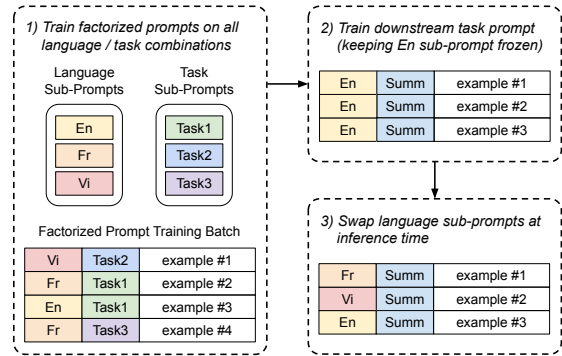 1) Train factorized prompts on all
language / task combinations
Language
Sub-Prompts
Task
Sub-Prompts
En
Fr
Vi
Task1
Task2
Task3
Factorized Prompt Training Batch
Vi Task2 example #1
Fr Task1 example #2
En Task1 example #3
Fr Task3 example #4
2) Train downstream task prompt
(keeping En sub-prompt frozen)
En Summ example #1
En Summ example #2
En Summ example #3
3) Swap language sub-prompts at
inference time
Fr Summ example #1
Vi Summ example #2
En Summ example #3